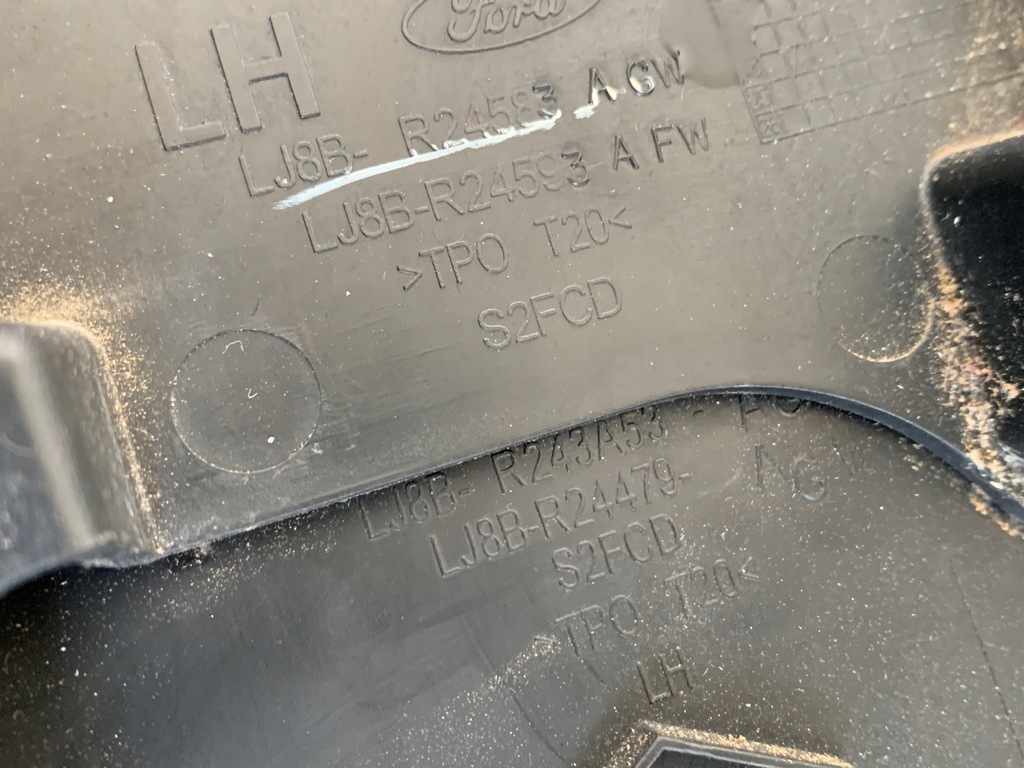 Ford
LH
LJ8B- R24583 A GW
LJ8B-R24593-A FW
>TPO T20<
S2FCD
LJ8B- R243A53 -
LJ8B-R24479- AG
S2FCD
>TPO T20<
LH